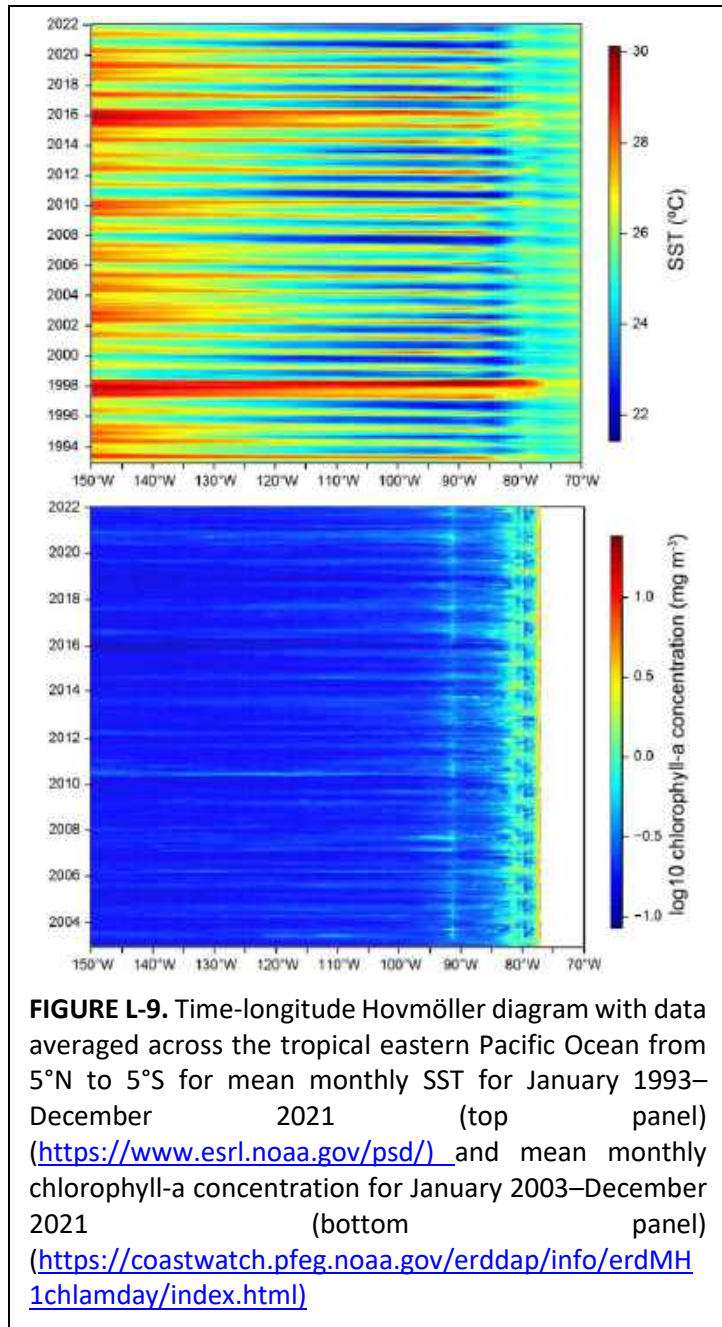 2022
2020
2018
2016
2014
2012
2010
2008
2006
2004
2002
2000
1998
1996
1994
150°W 140°W 130°W 120°W 110°W 100°W 90°W 80°W 70°W
30
28
26
24
22
SST (ºC)
2022
2020
2018
2016
2014
2012
2010
2008
2006
2004
150°W 140°W 130°W 120°W 110°W 100°W 90°W 80°W 70°W
1.0
0.5
0.0
−0.5
−1.0
log10 chlorophyll-a concentration (mg m⁻³)
FIGURE L-9. Time-longitude Hovmöller diagram with data
averaged across the tropical eastern Pacific Ocean from
5°N to 5°S for mean monthly SST for January 1993–
December 2021 (top panel)
(https://www.esrl.noaa.gov/psd/) and mean monthly
chlorophyll-a concentration for January 2003–December
2021 (bottom panel)
(https://coastwatch.pfeg.noaa.gov/erddap/info/erdMH
1chlamday/index.html)